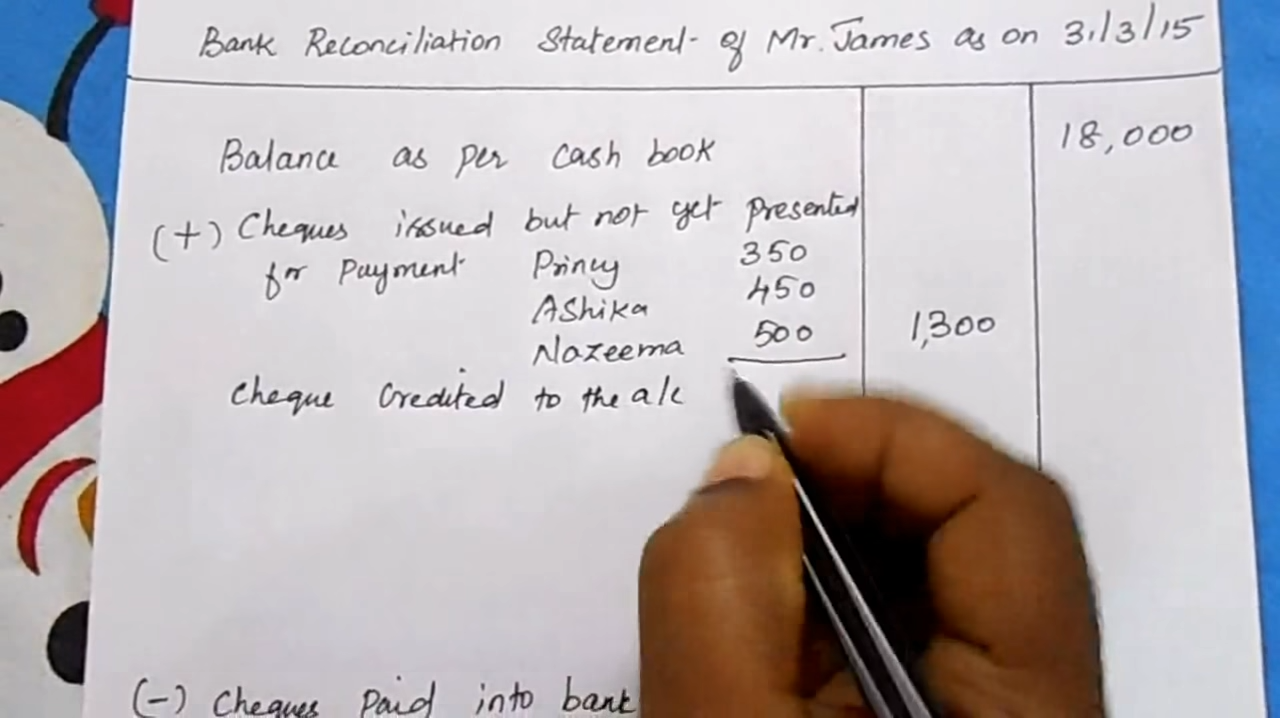 Bank Reconciliation Statement of Mr. James as on 31/3/15
Balance as per cash book 18,000
(+) Cheques issued but not yet presented
for payment Princy 350
Ashika 450
Nazeema 500 1,300
Cheque Credited to the a/c
(-) Cheques paid into bank